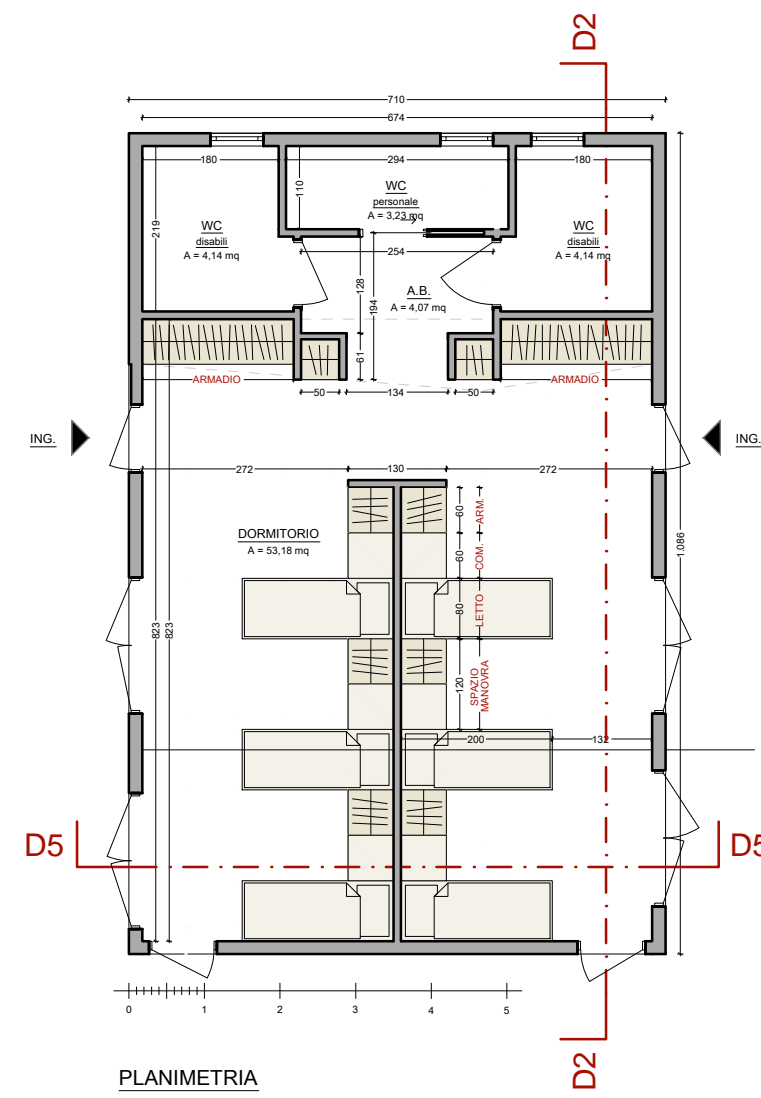 D2
710
674
180
294
180
110
WC
personale
A = 3,23 mq
219
WC
disabili
A = 4,14 mq
WC
disabili
A = 4,14 mq
254
128
194
A.B.
A = 4,07 mq
61
ARMADIO
ARMADIO
50
134
50
ING.
ING.
272
130
272
60
ARM.
DORMITORIO
A = 53,18 mq
60
COM.
1.086
80
LETTO
823
823
120
SPAZIO
MANOVRA
200
132
D5
D5
0
1
2
3
4
5
D2
PLANIMETRIA